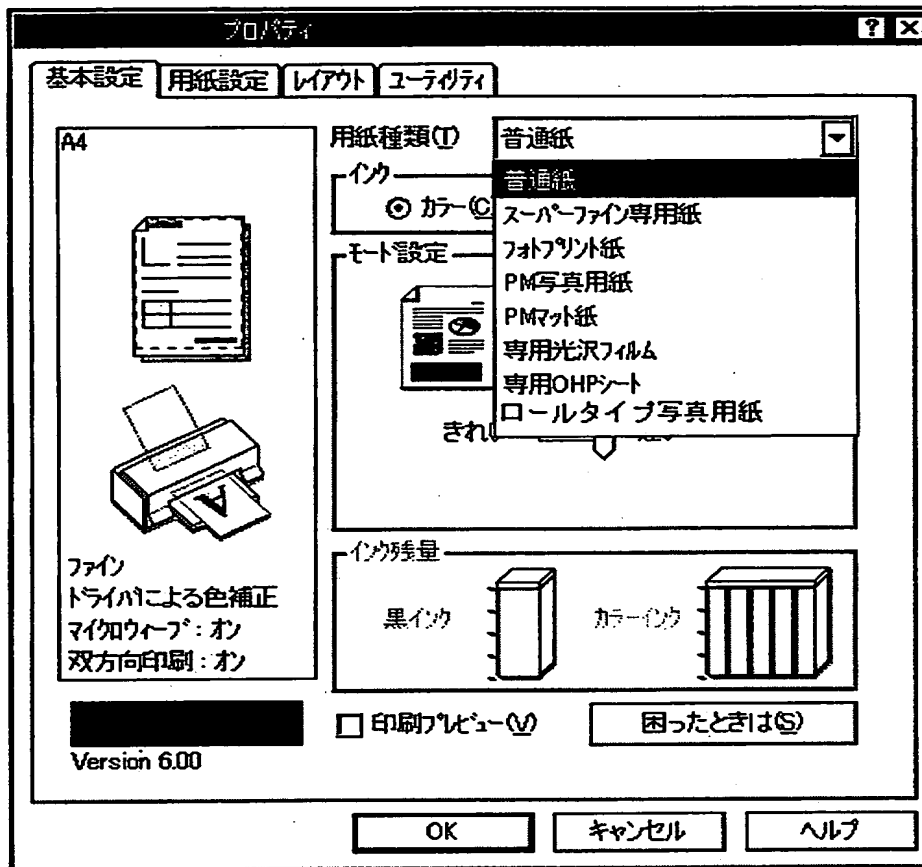 プロパティ
? ×
基本設定 用紙設定 レイアウト ユーティリティ
A4
用紙種類(T) 普通紙
普通紙
スーパーファイン専用紙
フォトプリント紙
PM写真用紙
PMマット紙
専用光沢フィルム
専用OHPシート
ロールタイプ写真用紙
インク
カラー(C
モード設定
きれい
ファイン
ドライバによる色補正
マイクロウィーブ:オン
双方向印刷:オン
インク残量
黒インク カラーインク
印刷プレビュー(V) 困ったときは(S)
Version 6.00
OK キャンセル ヘルプ